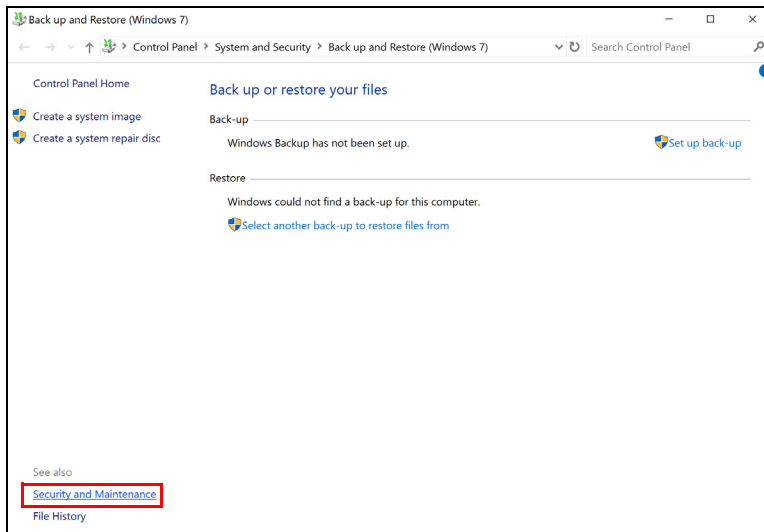 Back up and Restore (Windows 7)
Control Panel > System and Security > Back up and Restore (Windows 7)
Search Control Panel
Control Panel Home
Create a system image
Create a system repair disc
Back up or restore your files
Back-up
Windows Backup has not been set up.
Set up back-up
Restore
Windows could not find a back-up for this computer.
Select another back-up to restore files from
See also
Security and Maintenance
File History